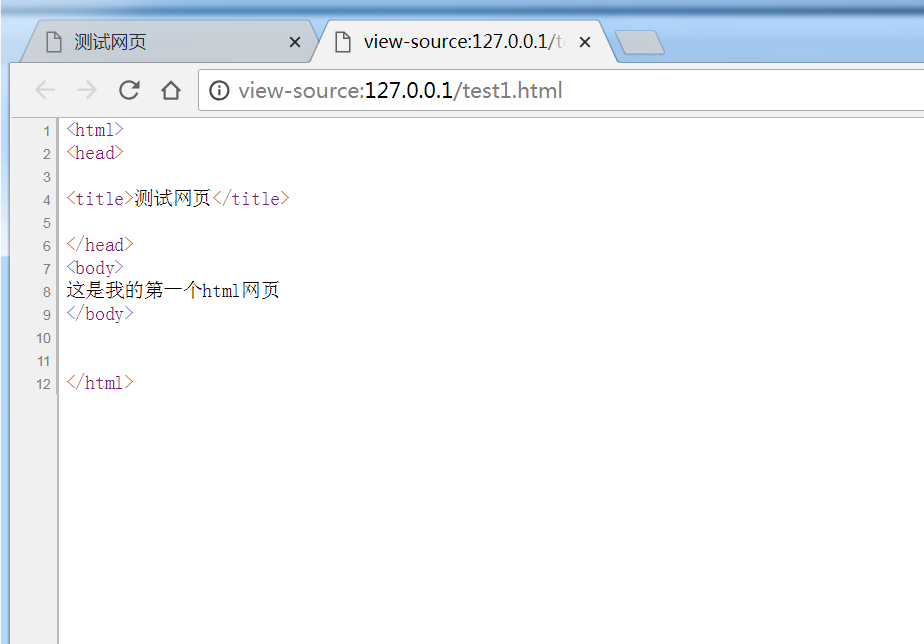 测试网页
view-source:127.0.0.1/t
view-source:127.0.0.1/test1.html
1 <html>
2 <head>
3
4 <title>测试网页</title>
5
6 </head>
7 <body>
8 这是我的第一个html网页
9 </body>
10
11
12 </html>